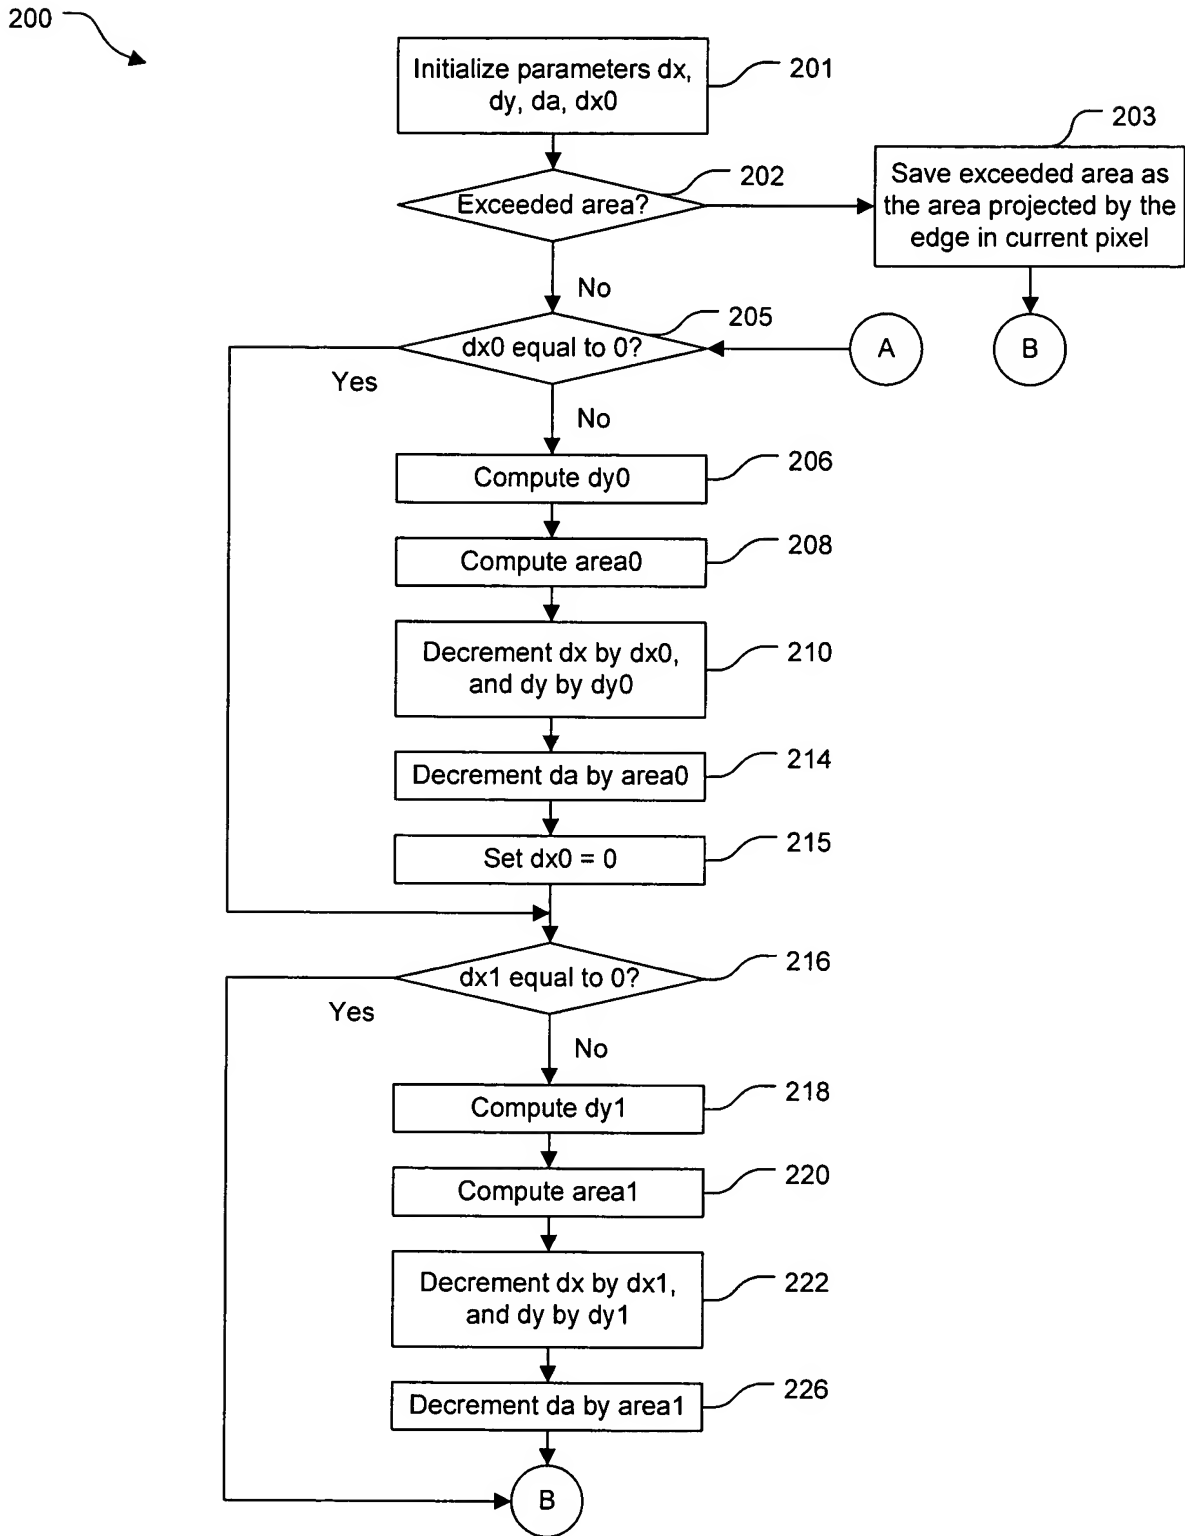 200
Initialize parameters dx,
dy, da, dx0
201
203
202
Exceeded area?
Save exceeded area as
the area projected by the
edge in current pixel
No
205
dx0 equal to 0?
A
B
Yes
No
206
Compute dy0
208
Compute area0
Decrement dx by dx0,
and dy by dy0
210
214
Decrement da by area0
215
Set dx0 = 0
216
dx1 equal to 0?
Yes
No
218
Compute dy1
220
Compute area1
Decrement dx by dx1,
and dy by dy1
222
226
Decrement da by area1
B